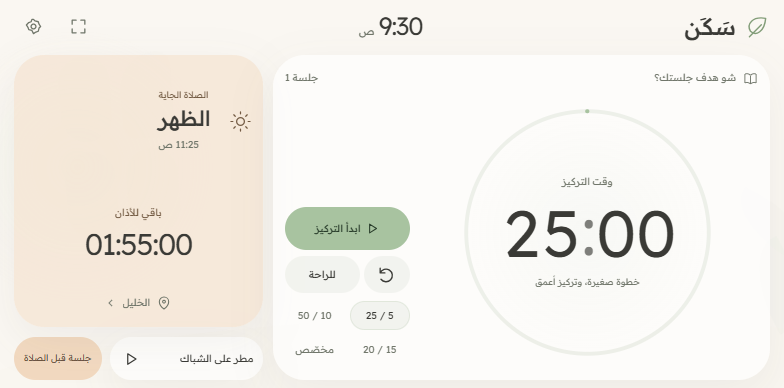 سَكَن
9:30 ص
شو هدف جلستك؟
جلسة 1
وقت التركيز
25:00
خطوة صغيرة، وتركيز أعمق
ابدأ التركيز
للراحة
25 / 5
50 / 10
20 / 15
مخصّص
الصلاة الجاية
الظهر
11:25 ص
باقي للأذان
01:55:00
الخليل
مطر على الشباك
جلسة قبل الصلاة